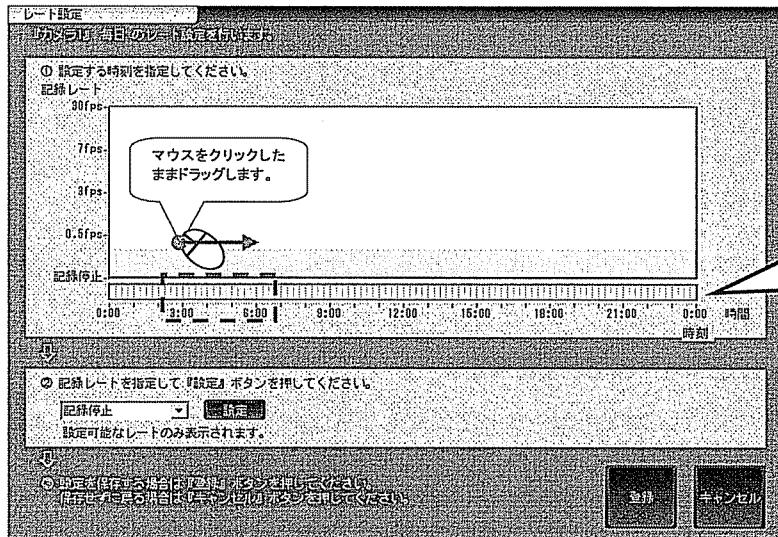 レート設定
『カメラ1』 毎日 のレート設定を行います。
① 設定する時刻を指定してください。
記録レート
30fps
7fps
3fps
0.5fps
記録停止
マウスをクリックした
ままドラッグします。
0:00 3:00 6:00 9:00 12:00 15:00 18:00 21:00 0:00 時間
時刻
② 記録レートを指定して『設定』ボタンを押してください。
記録停止 設定
設定可能なレートのみ表示されます。
③ 設定を保存する場合は『登録』ボタンを押してください。
保存せずに戻る場合は『キャンセル』ボタンを押してください。
登録 キャンセル